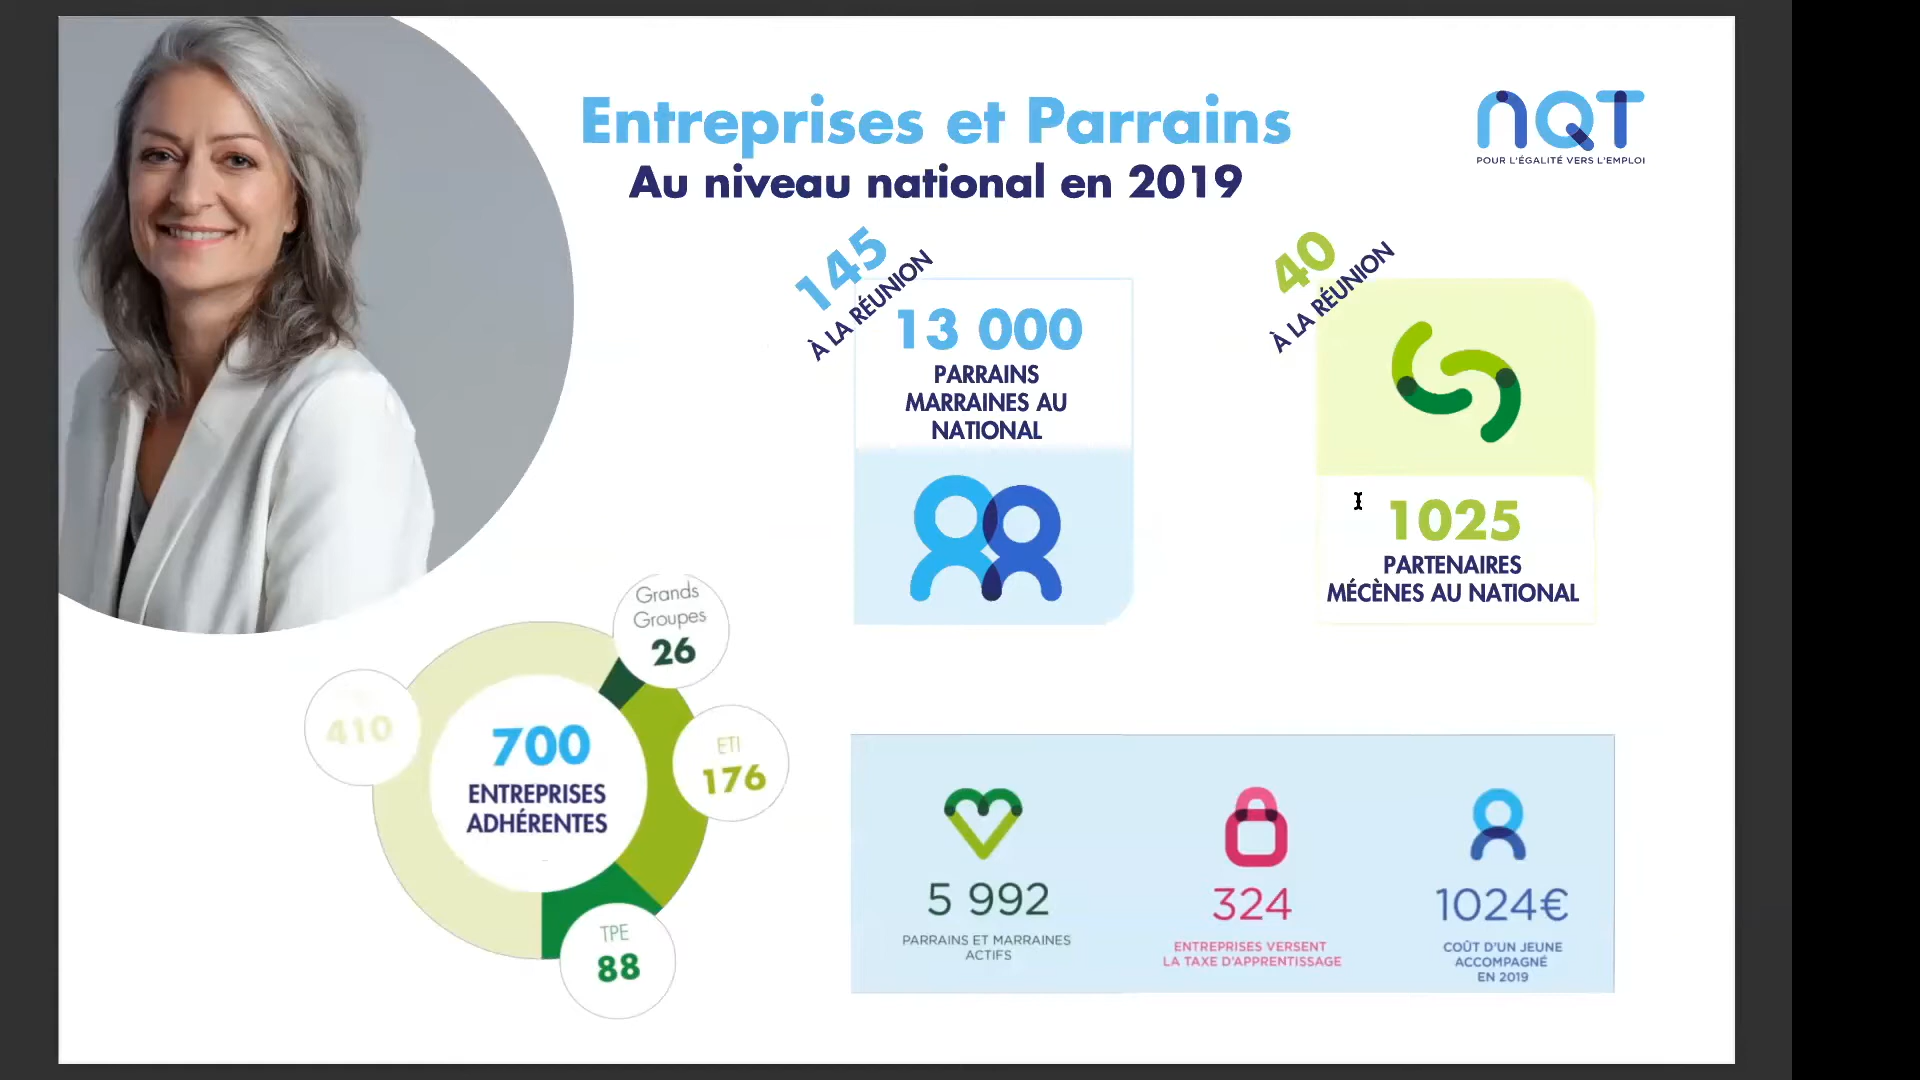 Entreprises et Parrains
Au niveau national en 2019
NQT
POUR L'ÉGALITÉ VERS L'EMPLOI
145
À LA RÉUNION
13 000
PARRAINS
MARRAINES AU
NATIONAL
40
À LA RÉUNION
1025
PARTENAIRES
MÉCÈNES AU NATIONAL
Grands
Groupes
26
410
700
ENTREPRISES
ADHÉRENTES
ETI
176
TPE
88
5 992
PARRAINS ET MARRAINES
ACTIFS
324
ENTREPRISES VERSENT
LA TAXE D'APPRENTISSAGE
1024€
COÛT D'UN JEUNE
ACCOMPAGNÉ
EN 2019